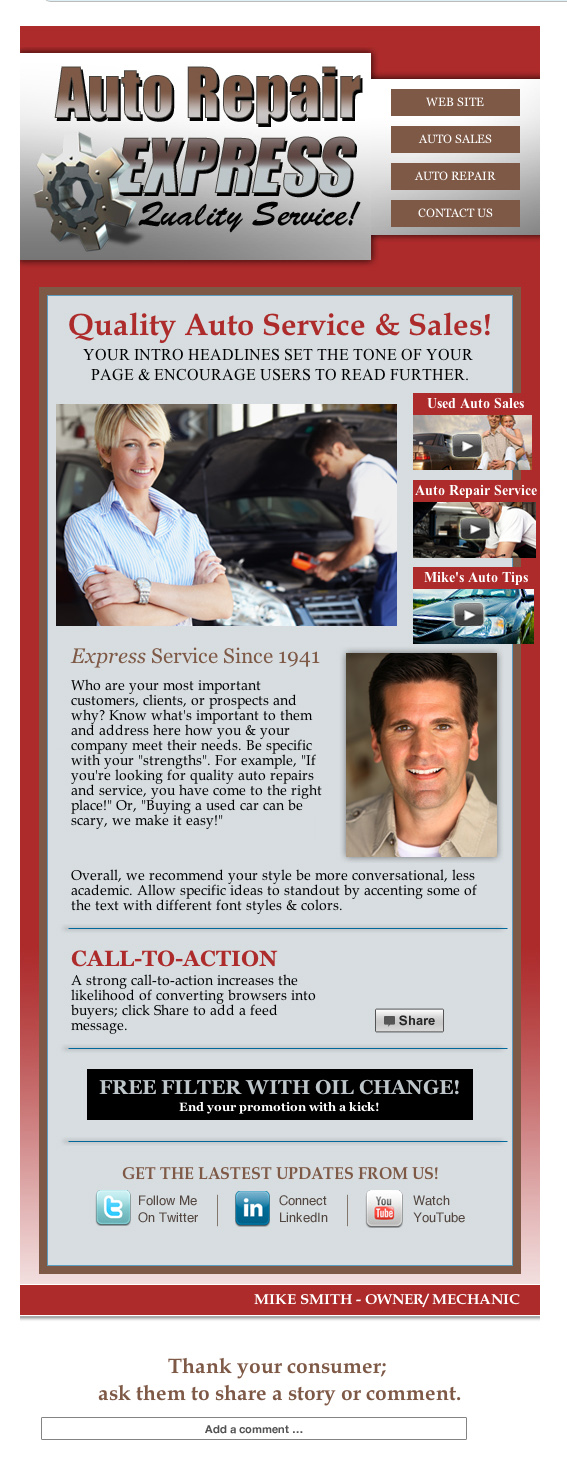 Auto Repair
EXPRESS
Quality Service!
WEB SITE
AUTO SALES
AUTO REPAIR
CONTACT US
Quality Auto Service & Sales!
YOUR INTRO HEADLINES SET THE TONE OF YOUR
PAGE & ENCOURAGE USERS TO READ FURTHER.
Used Auto Sales
Auto Repair Service
Mike's Auto Tips
Express Service Since 1941
Who are your most important
customers, clients, or prospects and
why? Know what's important to them
and address here how you & your
company meet their needs. Be specific
with your "strengths". For example, "If
you're looking for quality auto repairs
and service, you have come to the right
place!" Or, "Buying a used car can be
scary, we make it easy!"
Overall, we recommend your style be more conversational, less
academic. Allow specific ideas to standout by accenting some of
the text with different font styles & colors.
CALL-TO-ACTION
A strong call-to-action increases the
likelihood of converting browsers into
buyers; click Share to add a feed
message.
Share
FREE FILTER WITH OIL CHANGE!
End your promotion with a kick!
GET THE LASTEST UPDATES FROM US!
Follow Me
On Twitter
in
Connect
LinkedIn
You
Tube
Watch
YouTube
MIKE SMITH - OWNER/ MECHANIC
Thank your consumer;
ask them to share a story or comment.
Add a comment ...